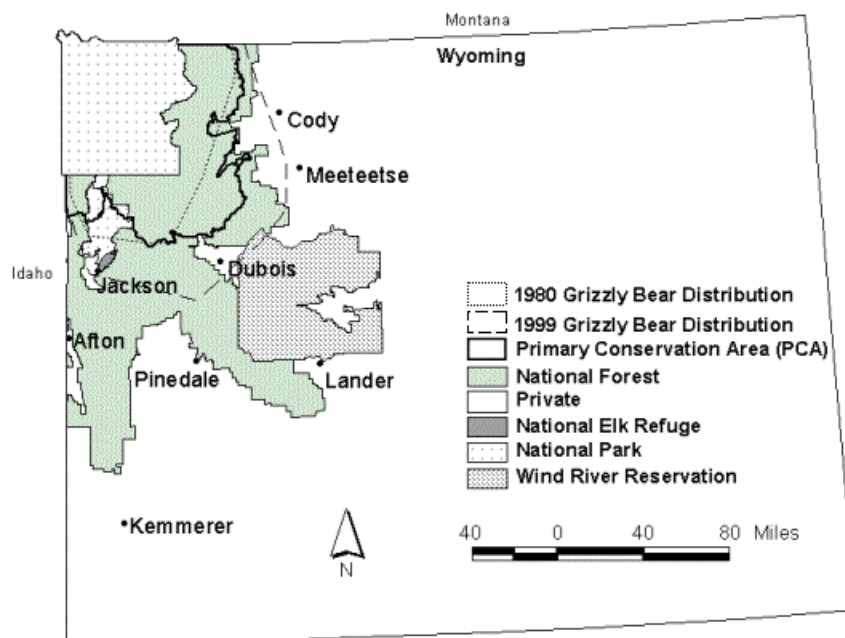 Montana
Wyoming
Cody
Meeteetse
Idaho
Dubois
Jackson
Afton
Pinedale
Lander
Kemmerer
1980 Grizzly Bear Distribution
1999 Grizzly Bear Distribution
Primary Conservation Area (PCA)
National Forest
Private
National Elk Refuge
National Park
Wind River Reservation
40 0 40 80 Miles
N